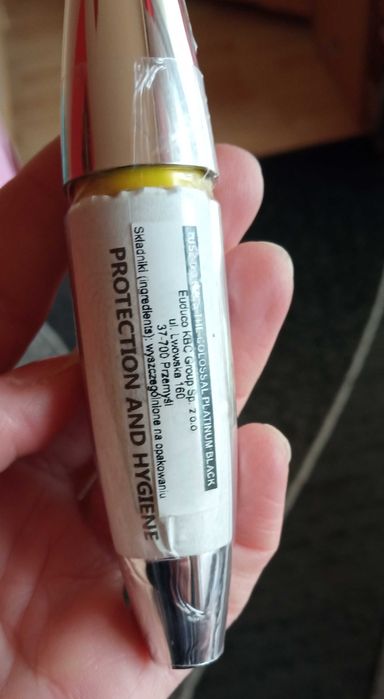 THE COLOSSAL PLATINUM BLACK
Euduco KBC Group Sp. z o.o
ul. Lwowska 160
37-700 Przemyśl
Składniki (ingredients): wyszczególnione na opakowaniu
PROTECTION AND HYGIENE